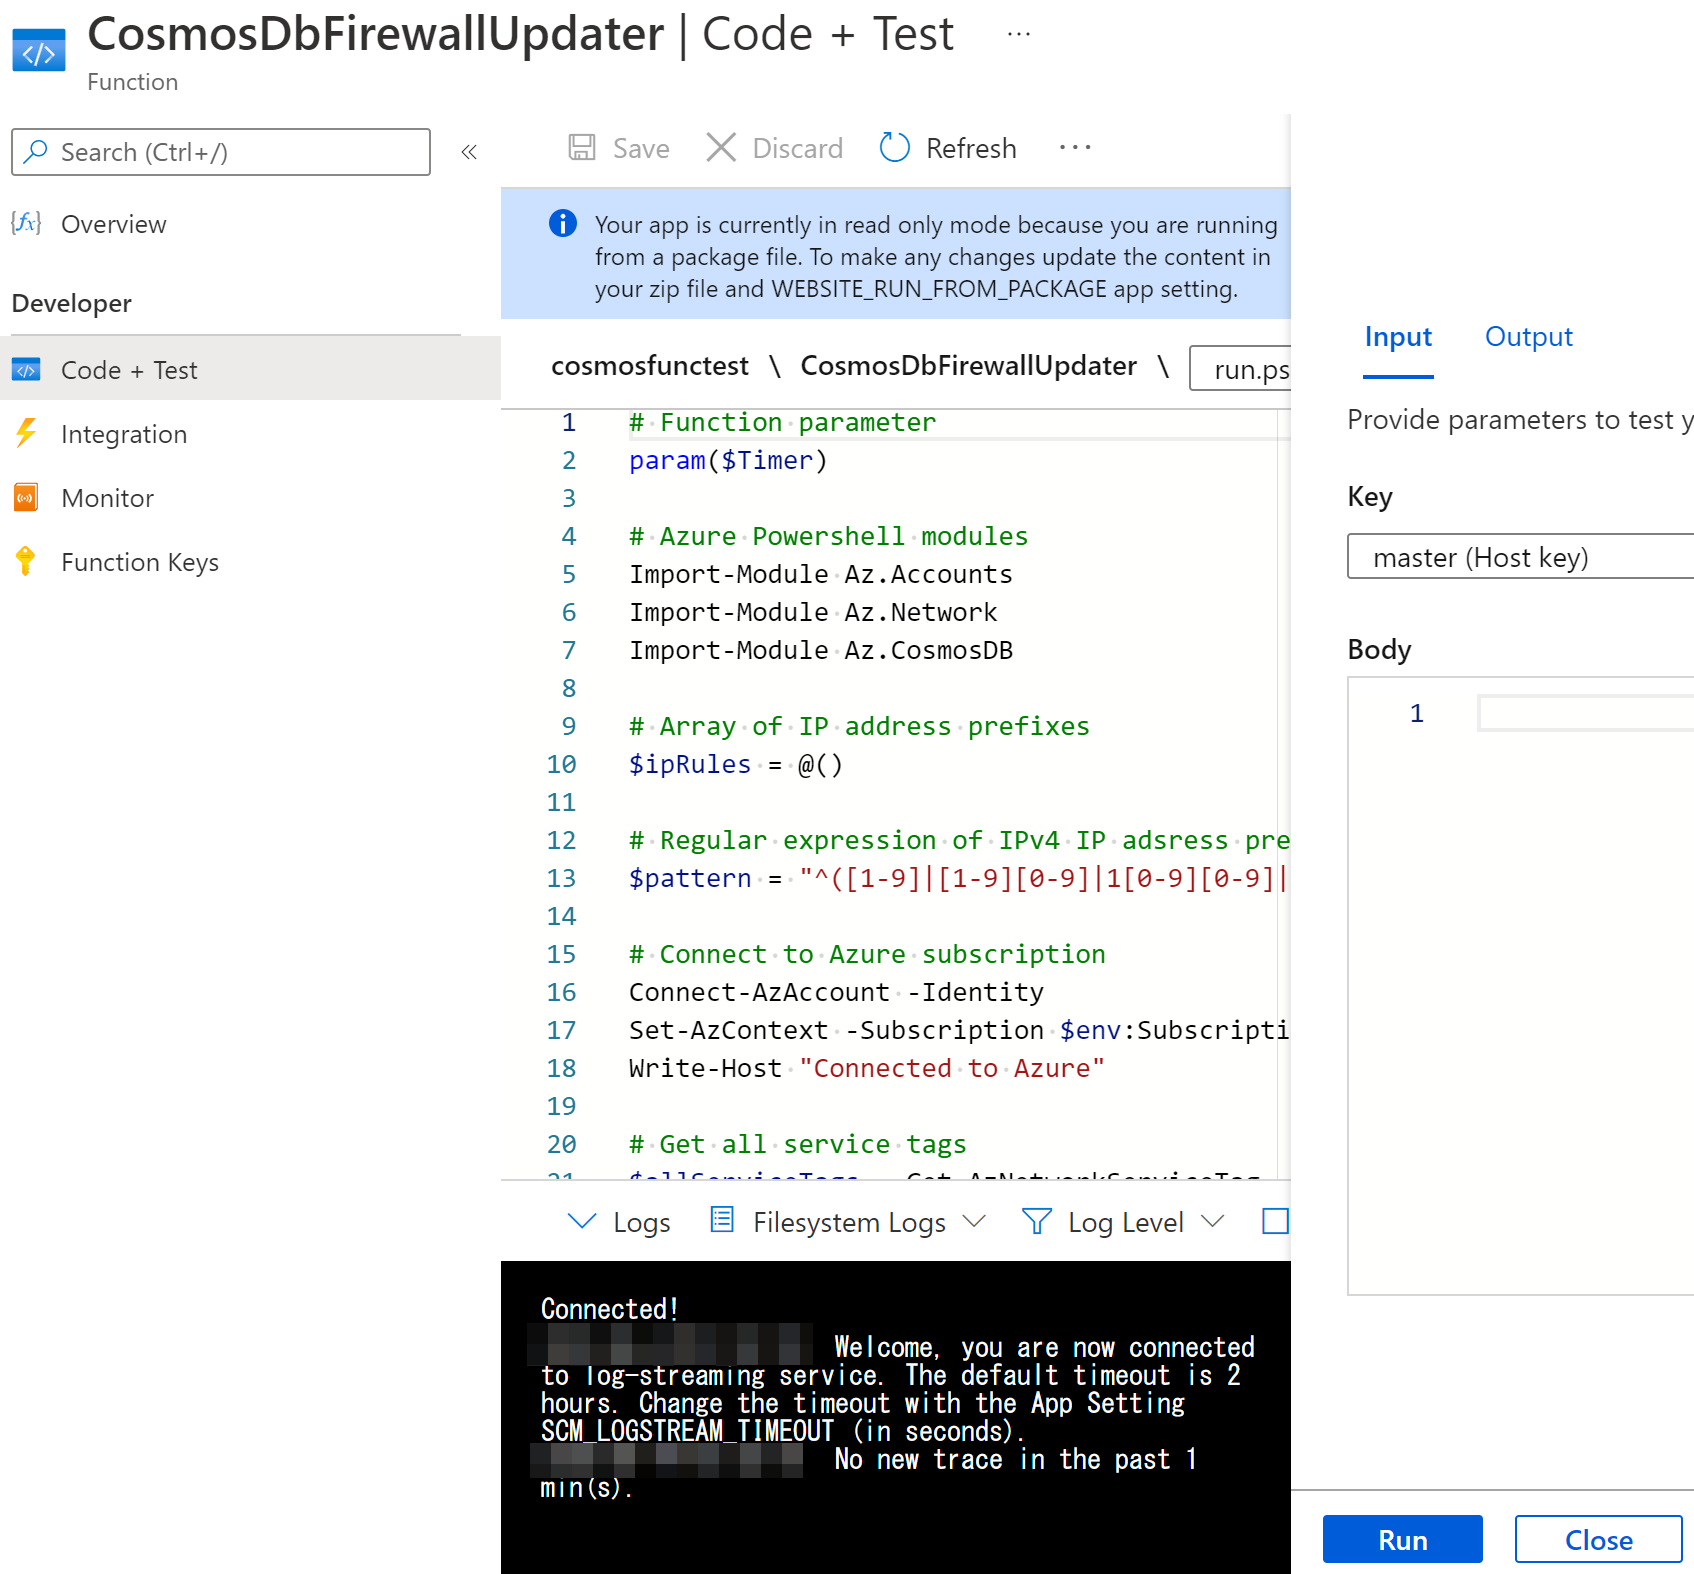 CosmosDbFirewallUpdater | Code + Test ...
Function
Search (Ctrl+/)
«
Overview
Developer
Code + Test
Integration
Monitor
Function Keys
Save Discard Refresh ...
Your app is currently in read only mode because you are running
from a package file. To make any changes update the content in
your zip file and WEBSITE_RUN_FROM_PACKAGE app setting.
cosmosfunctest \ CosmosDbFirewallUpdater \ run.ps
1 # Function parameter
2 param($Timer)
3
4 # Azure Powershell modules
5 Import-Module Az.Accounts
6 Import-Module Az.Network
7 Import-Module Az.CosmosDB
8
9 # Array of IP address prefixes
10 $ipRules = @()
11
12 # Regular expression of IPv4 IP adsress pre
13 $pattern = "^([1-9]|[1-9][0-9]|1[0-9][0-9]|
14
15 # Connect to Azure subscription
16 Connect-AzAccount -Identity
17 Set-AzContext -Subscription $env:Subscripti
18 Write-Host "Connected to Azure"
19
20 # Get all service tags
21 $allServiceTags = Get-AzNetworkServiceTag
Logs Filesystem Logs Log Level
Connected!
Welcome, you are now connected
to log-streaming service. The default timeout is 2
hours. Change the timeout with the App Setting
SCM_LOGSTREAM_TIMEOUT (in seconds).
No new trace in the past 1
min(s).
Input Output
Provide parameters to test y
Key
master (Host key)
Body
1
Run Close